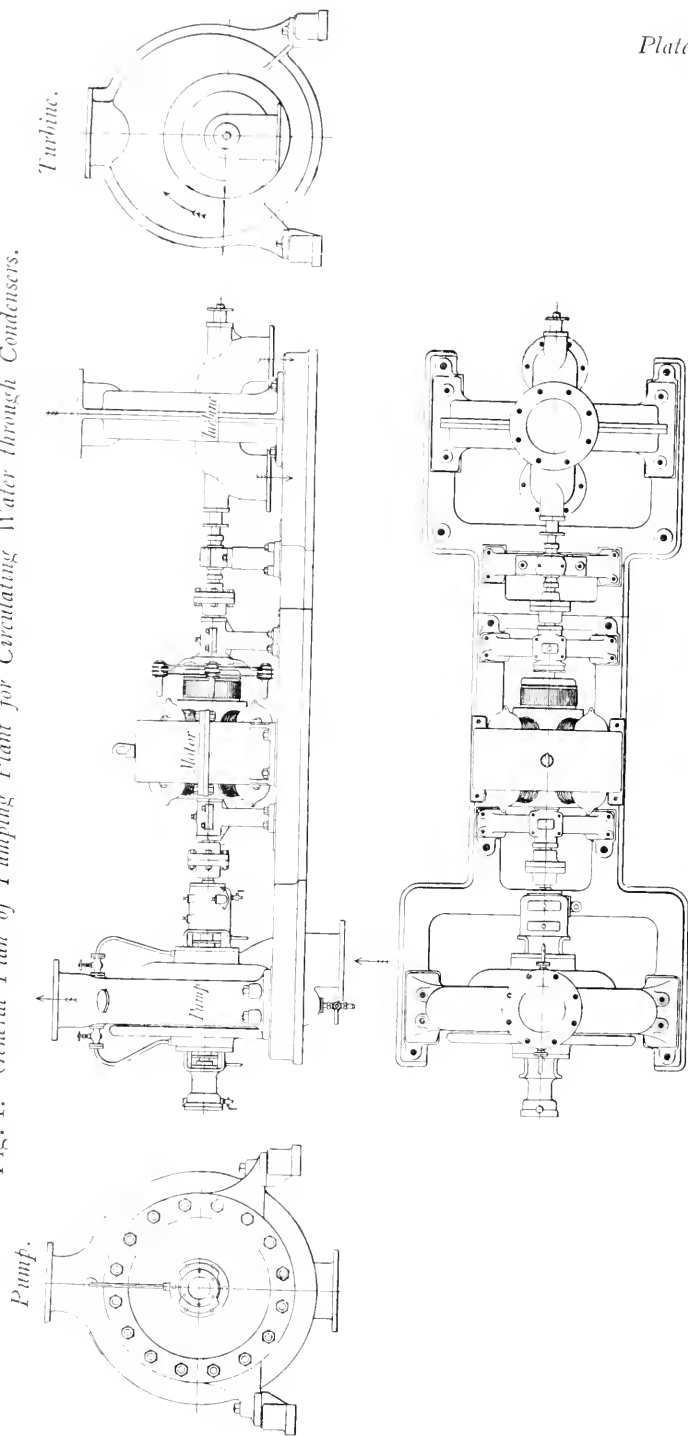 Plate
Fig. 1. General Plan of Pumping Plant for Circulating Water through Condensers.
Pump.
Turbine.
Pump
Motor
Turbine